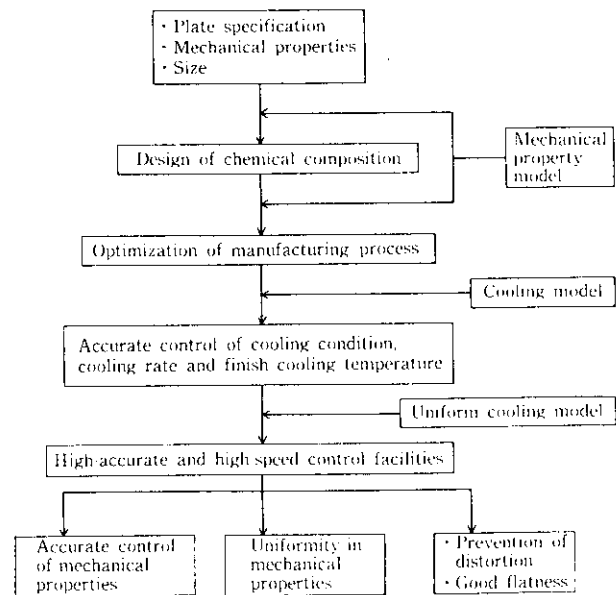 · Plate specification
· Mechanical properties
· Size
Design of chemical composition
Mechanical
property
model
Optimization of manufacturing process
Cooling model
Accurate control of cooling condition,
cooling rate and finish cooling temperature
Uniform cooling model
High-accurate and high speed control facilities
Accurate control
of mechanical
properties
Uniformity in
mechanical
properties
· Prevention of
distortion
· Good flatness